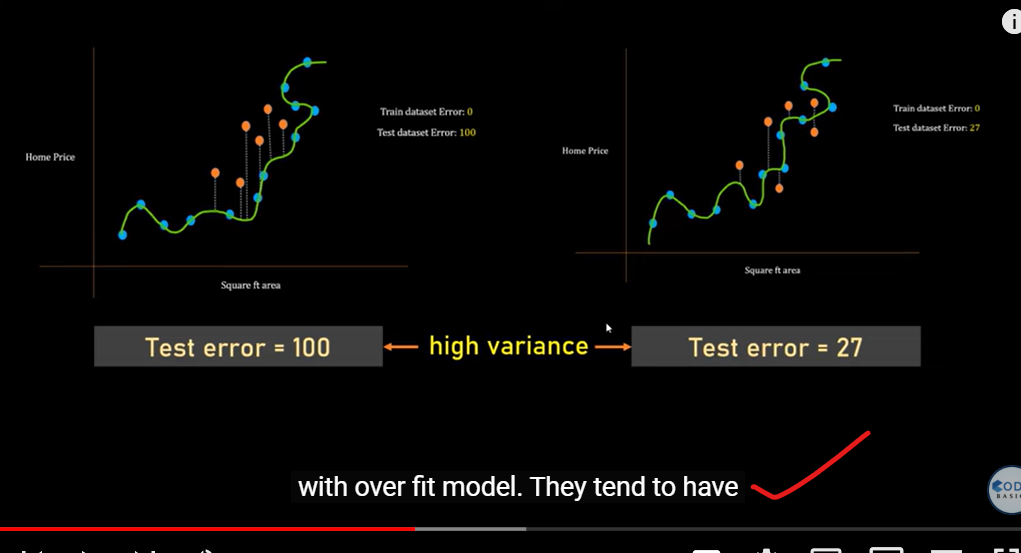 Train dataset Error: 0
Test dataset Error: 100
Home Price
Square ft area
Train dataset Error: 0
Test dataset Error: 27
Home Price
Square ft area
Test error = 100
high variance
Test error = 27
with over fit model. They tend to have